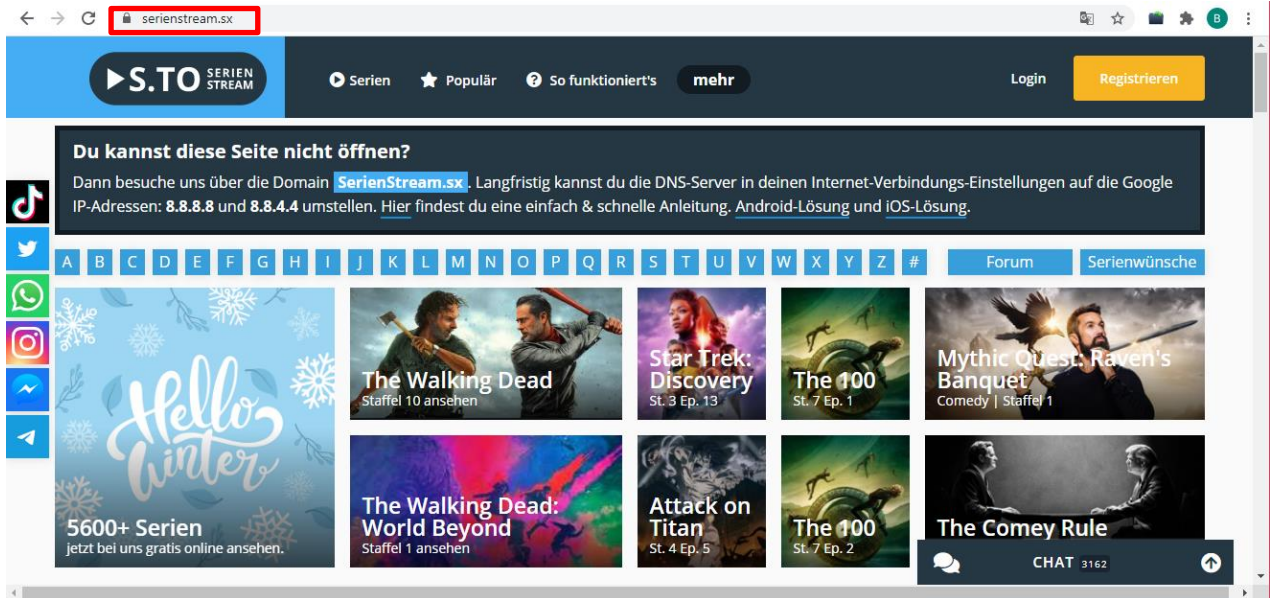 serienstream.sx
B
S.TO SERIEN STREAM
Serien
Populär
So funktioniert's
mehr
Login
Registrieren
Du kannst diese Seite nicht öffnen?
Dann besuche uns über die Domain SerienStream.sx . Langfristig kannst du die DNS-Server in deinen Internet-Verbindungs-Einstellungen auf die Google
IP-Adressen: 8.8.8.8 und 8.8.4.4 umstellen. Hier findest du eine einfach & schnelle Anleitung. Android-Lösung und iOS-Lösung.
A B C D E F G H I J K L M N O P Q R S T U V W X Y Z # Forum Serienwünsche
Hello
Winter
5600+ Serien
jetzt bei uns gratis online ansehen.
The Walking Dead
Staffel 10 ansehen
Star Trek:
Discovery
St. 3 Ep. 13
The 100
St. 7 Ep. 1
Mythic Quest: Raven's
Banquet
Comedy | Staffel 1
The Walking Dead:
World Beyond
Staffel 1 ansehen
Attack on
Titan
St. 4 Ep. 5
The 100
St. 7 Ep. 2
The Comey Rule
CHAT 3162